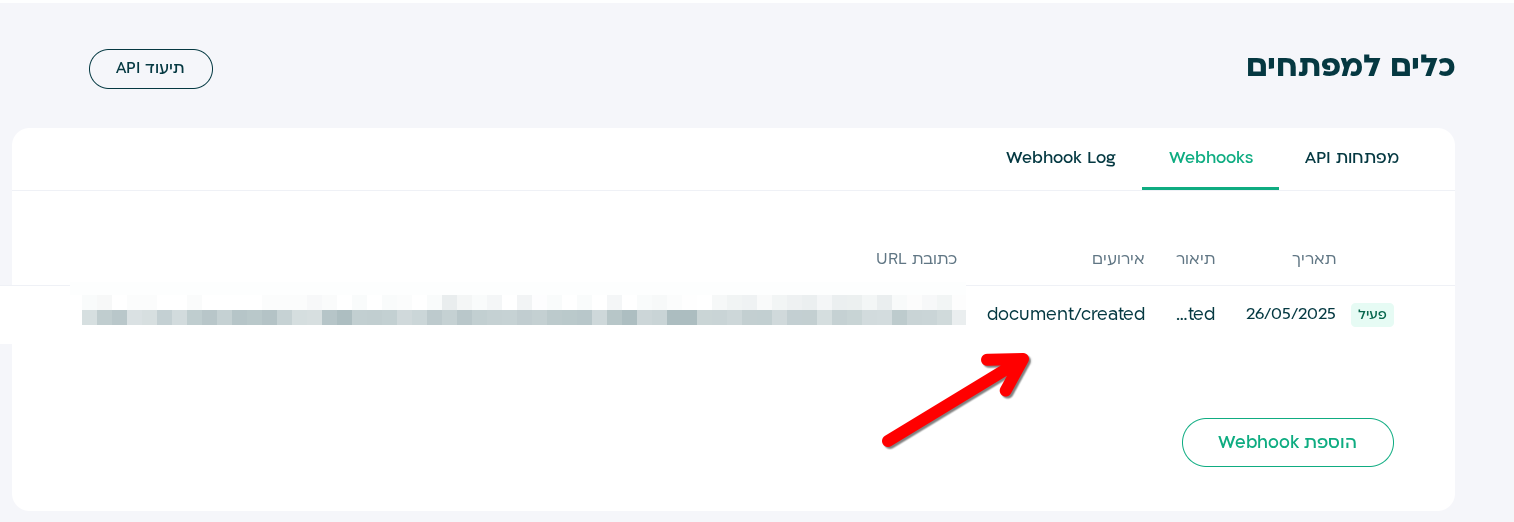 כלים למפתחים
תיעוד API
מפתחות API
Webhooks
Webhook Log
תאריך
תיאור
אירועים
כתובת URL
פעיל
26/05/2025
...ted
document/created
הוספת Webhook